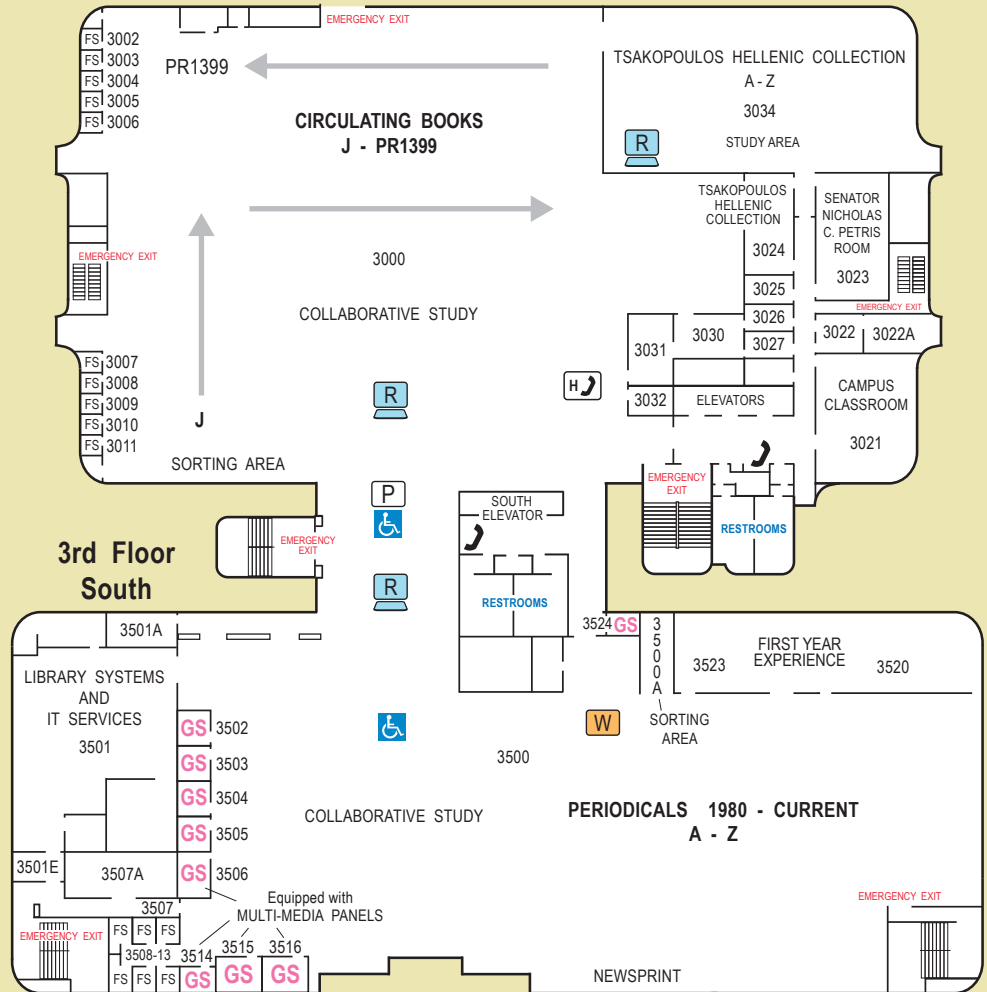 EMERGENCY EXIT
FS 3002
FS 3003
FS 3004
FS 3005
FS 3006
PR1399
CIRCULATING BOOKS
J - PR1399
TSAKOPOULOS HELLENIC COLLECTION
A - Z
3034
STUDY AREA
R
TSAKOPOULOS
HELLENIC
COLLECTION
3024
SENATOR
NICHOLAS
C. PETRIS
ROOM
3023
EMERGENCY EXIT
3000
3025
EMERGENCY EXIT
COLLABORATIVE STUDY
3026
3027
3030
3031
3022
3022A
FS 3007
FS 3008
FS 3009
FS 3010
FS 3011
J
SORTING AREA
R
H
3032
ELEVATORS
CAMPUS
CLASSROOM
3021
P
EMERGENCY
EXIT
SOUTH
ELEVATOR
EMERGENCY
EXIT
RESTROOMS
3rd Floor
South
R
RESTROOMS
3501A
3524 GS
3500A
FIRST YEAR
EXPERIENCE
3523
3520
LIBRARY SYSTEMS
AND
IT SERVICES
3501
GS 3502
GS 3503
GS 3504
GS 3505
GS 3506
W
SORTING
AREA
3500
COLLABORATIVE STUDY
PERIODICALS 1980 - CURRENT
A - Z
3501E
3507A
3507
Equipped with
MULTI-MEDIA PANELS
EMERGENCY EXIT
EMERGENCY EXIT
FS FS FS
3508-13
3514
3515
3516
FS FS FS
GS
GS
GS
NEWSPRINT